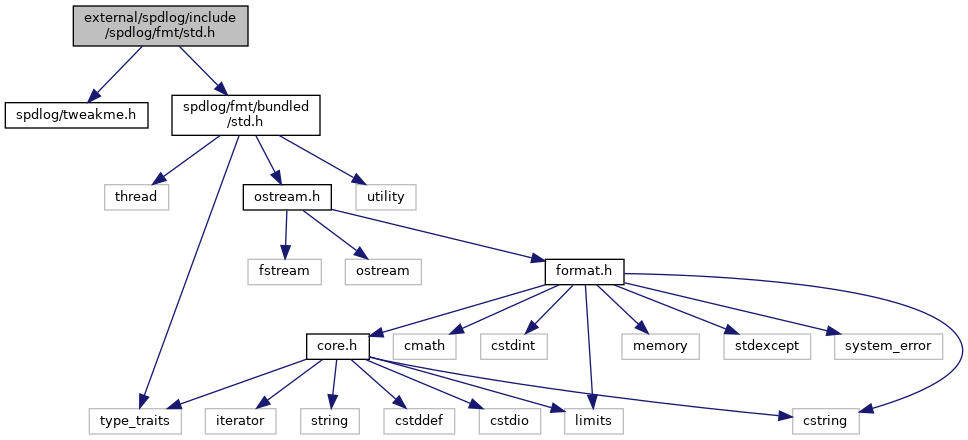 external/spdlog/include
/spdlog/fmt/std.h
spdlog/tweakme.h
spdlog/fmt/bundled
/std.h
thread
ostream.h
utility
fstream
ostream
format.h
core.h
cmath
cstdint
memory
stdexcept
system_error
type_traits
iterator
string
cstddef
cstdio
limits
cstring